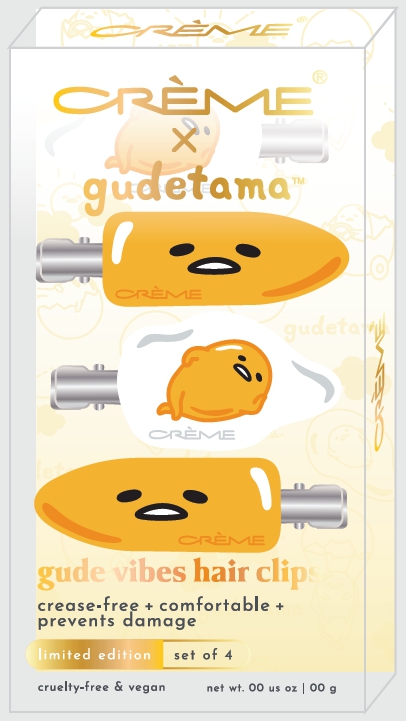 CRÈME
CRÈME®
×
gudetama™
CRÈME
gudetama
CRÈME
CRÈME
CRÈME
gude vibes hair clips
crease-free + comfortable +
prevents damage
limited edition set of 4
cruelty-free & vegan net wt. 00 us oz | 00 g